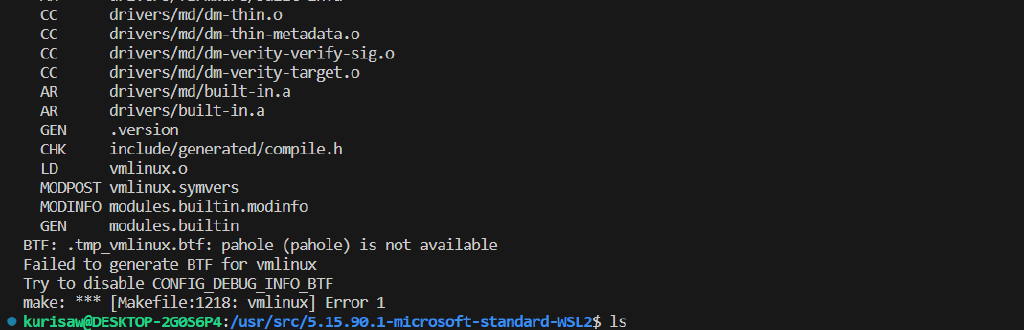 CC drivers/md/dm-thin.o
CC drivers/md/dm-thin-metadata.o
CC drivers/md/dm-verity-verify-sig.o
CC drivers/md/dm-verity-target.o
AR drivers/md/built-in.a
AR drivers/built-in.a
GEN .version
CHK include/generated/compile.h
LD vmlinux.o
MODPOST vmlinux.symvers
MODINFO modules.builtin.modinfo
GEN modules.builtin
BTF: .tmp_vmlinux.btf: pahole (pahole) is not available
Failed to generate BTF for vmlinux
Try to disable CONFIG_DEBUG_INFO_BTF
make: *** [Makefile:1218: vmlinux] Error 1
kurisaw@DESKTOP-2G0S6P4:/usr/src/5.15.90.1-microsoft-standard-WSL2$ ls